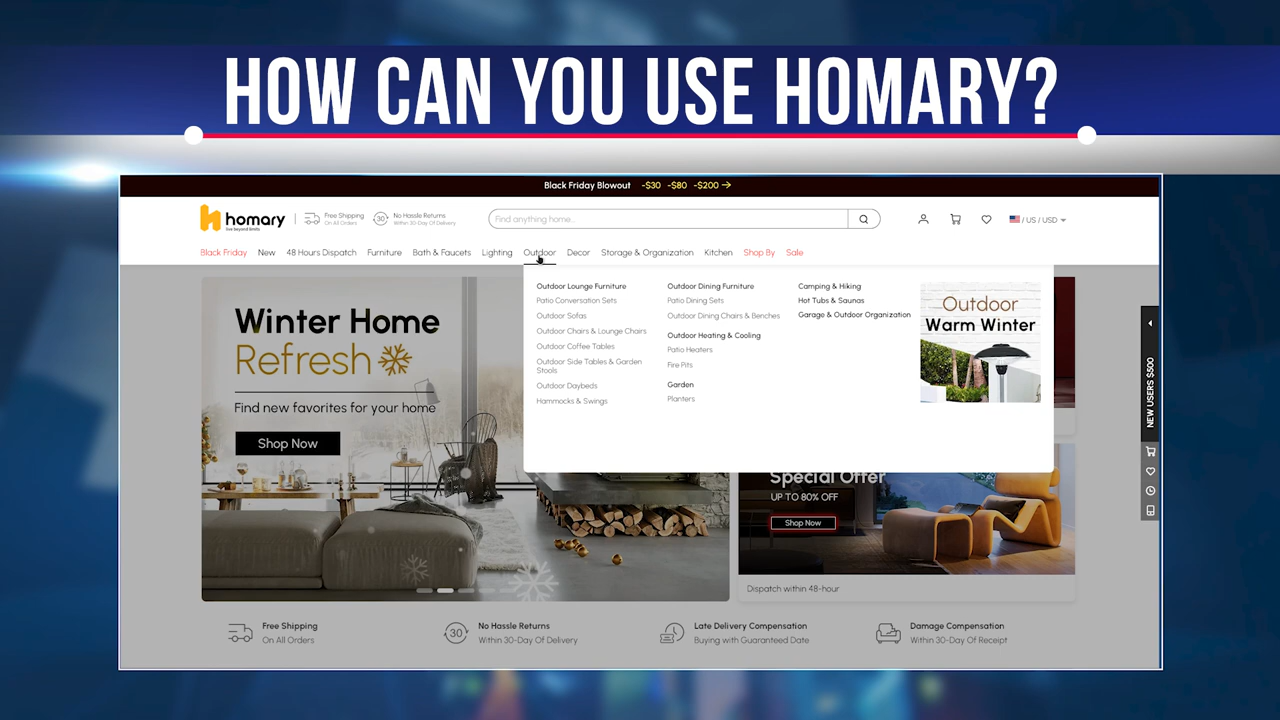 HOW CAN YOU USE HOMARY?
Black Friday Blowout -$30 -$80 -$200
homary
live beyond limits
Free Shipping
On All Orders
30
No Hassle Returns
Within 30-Day Of Delivery
Find anything home...
/ US / USD
Black Friday New 48 Hours Dispatch Furniture Bath & Faucets Lighting Outdoor Decor Storage & Organization Kitchen Shop By Sale
Winter Home
Refresh
Find new favorites for your home
Shop Now
Outdoor Lounge Furniture
Patio Conversation Sets
Outdoor Sofas
Outdoor Chairs & Lounge Chairs
Outdoor Coffee Tables
Outdoor Side Tables & Garden
Stools
Outdoor Daybeds
Hammocks & Swings
Outdoor Dining Furniture
Patio Dining Sets
Outdoor Dining Chairs & Benches
Outdoor Heating & Cooling
Patio Heaters
Fire Pits
Garden
Planters
Camping & Hiking
Hot Tubs & Saunas
Garage & Outdoor Organization
Outdoor
Warm Winter
NEW USERS $500
Special Offer
UP TO 80% OFF
Shop Now
Dispatch within 48-hour
Free Shipping
On All Orders
30
No Hassle Returns
Within 30-Day Of Delivery
Late Delivery Compensation
Buying with Guaranteed Date
Damage Compensation
Within 30-Day Of Receipt